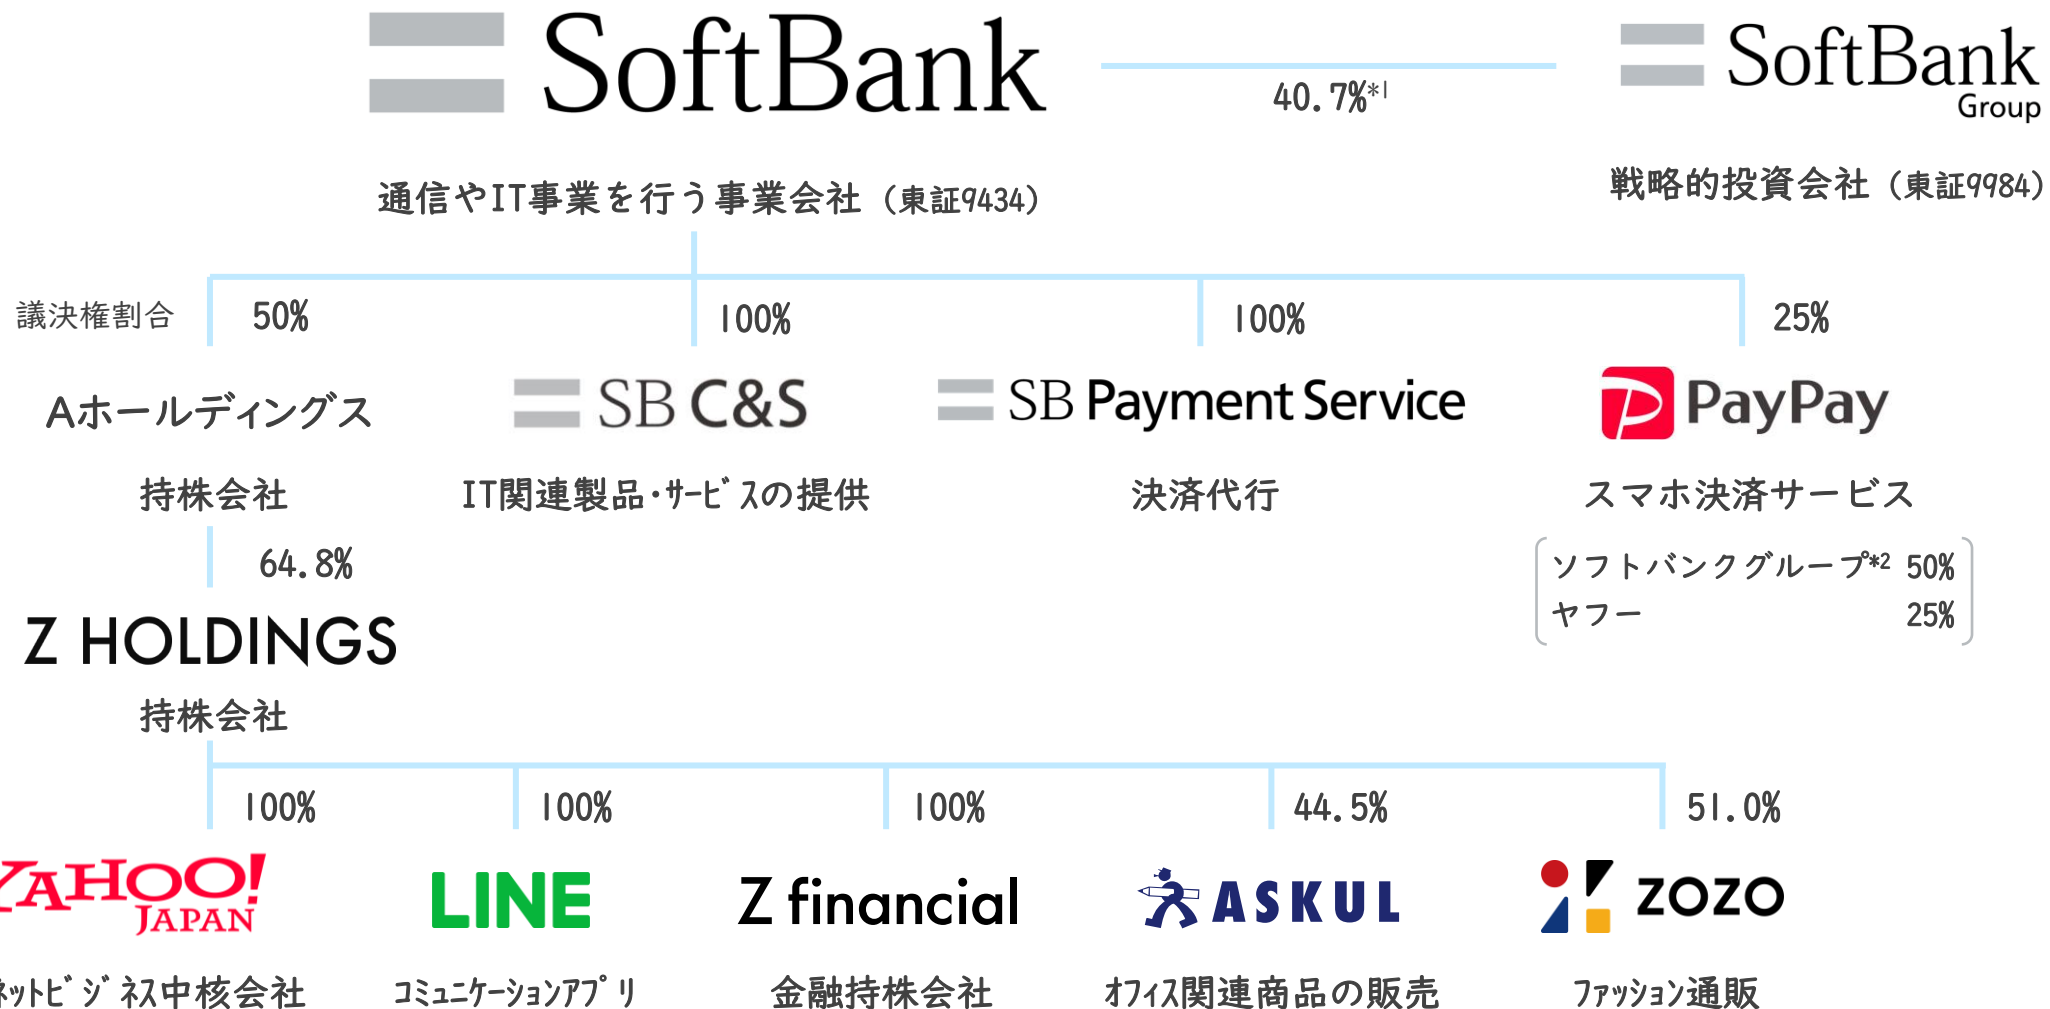 SoftBank
40.7%*1
SoftBank
Group
通信やIT事業を行う事業会社（東証9434）
戦略的投資会社（東証9984）
議決権割合
50%
100%
100%
25%
Aホールディングス
SB C&S
SB Payment Service
PayPay
持株会社
IT関連製品・ｻｰﾋﾞｽの提供
決済代行
スマホ決済サービス
64.8%
ソフトバンクグループ*2 50%
ヤフー 25%
Z HOLDINGS
持株会社
100%
100%
100%
44.5%
51.0%
YAHOO!
JAPAN
LINE
Z financial
ASKUL
ZOZO
ﾈｯﾄﾋﾞｼﾞﾈｽ中核会社
ｺﾐｭﾆｹｰｼｮﾝｱﾌﾟﾘ
金融持株会社
ｵﾌｨｽ関連商品の販売
ﾌｧｯｼｮﾝ通販